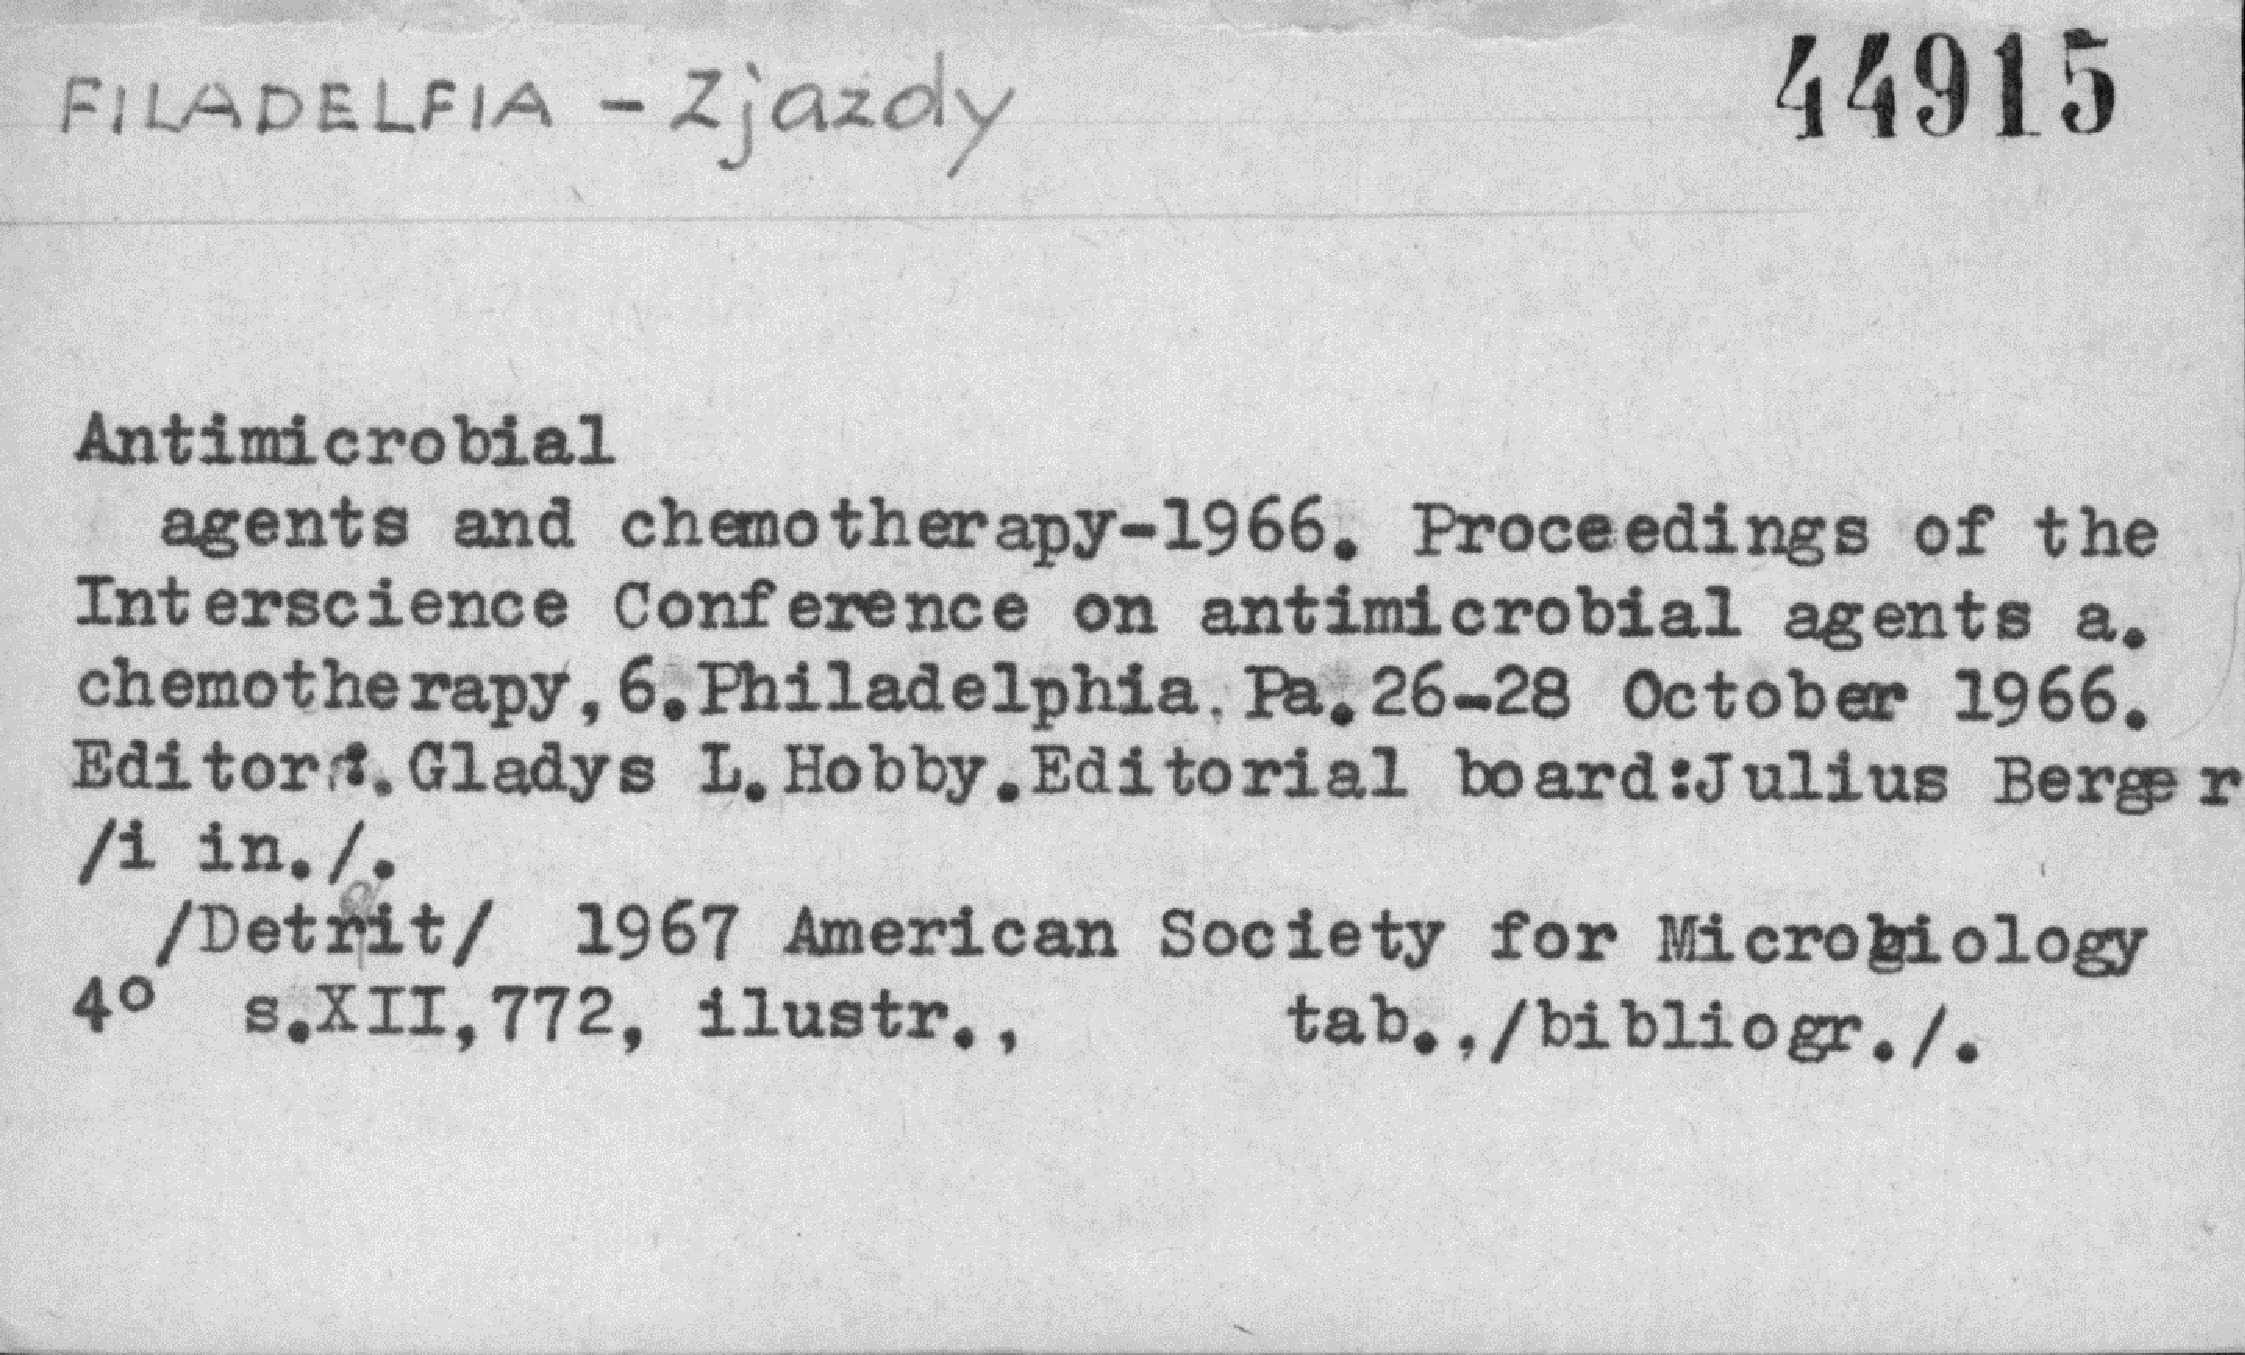 FILADELFIA - Zjazdy 44915
Antimicrobial
agents and chemotherapy-1966. Proceedings of the
Interscience Conference on antimicrobial agents a.
chemotherapy,6.Philadelphia.Pa.26-28 October 1966.
Editor:.Gladys L.Hobby.Editorial board:Julius Berger
/i in./.
/Detroit/ 1967 American Society for Microbiology
4° s.XII,772, ilustr., tab.,/bibliogr./.